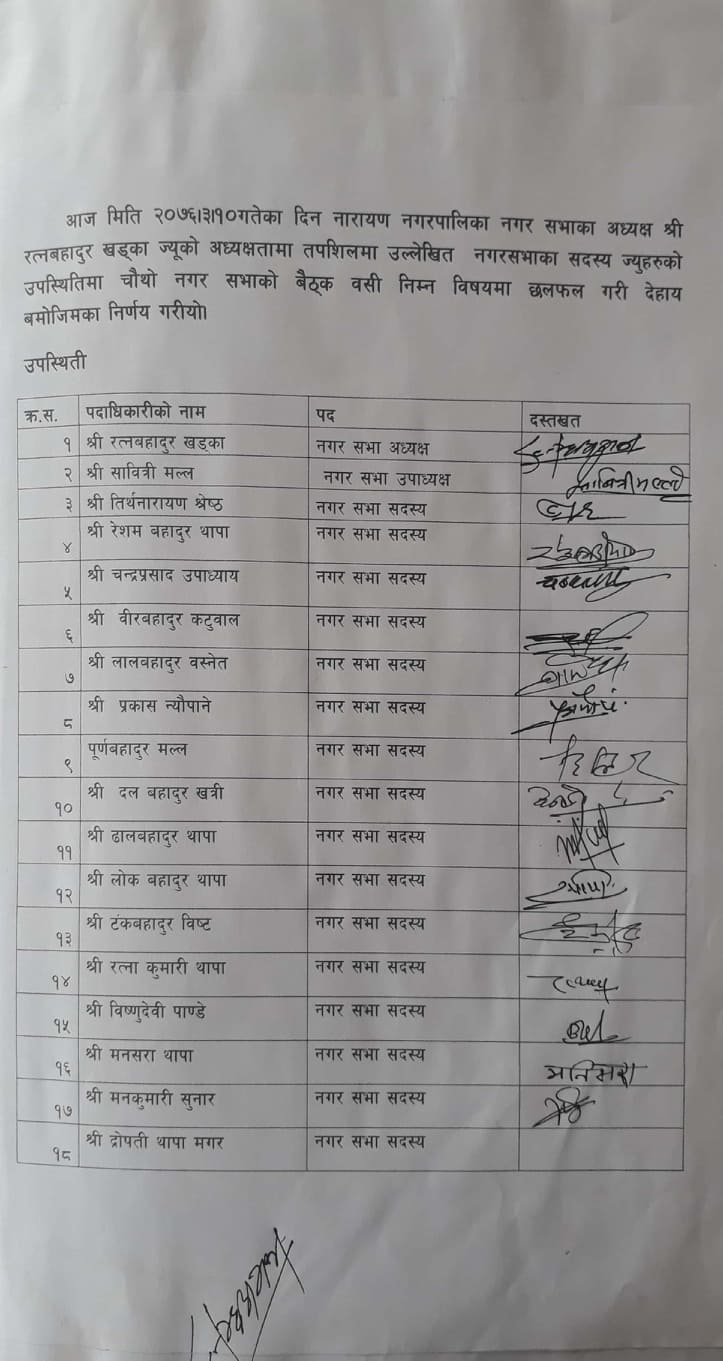 आज मिति २०७६।३।१०गतेका दिन नारायण नगरपालिका नगर सभाका अध्यक्ष श्री
रत्नबहादुर खड्का ज्यूको अध्यक्षतामा तपशिलमा उल्लेखित नगरसभाका सदस्य ज्युहरुको
उपस्थितिमा चौथो नगर सभाको बैठ्क वसी निम्न विषयमा छलफल गरी देहाय
बमोजिमका निर्णय गरीयो।
उपस्थिती
क्र.स. पदाधिकारीको नाम पद दस्तखत
१ श्री रत्नबहादुर खड्का नगर सभा अध्यक्ष
२ श्री सावित्री मल्ल नगर सभा उपाध्यक्ष सावित्री मल्ल
३ श्री तिर्थनारायण श्रेष्ठ नगर सभा सदस्य
४ श्री रेशम बहादुर थापा नगर सभा सदस्य
५ श्री चन्द्रप्रसाद उपाध्याय नगर सभा सदस्य
६ श्री वीरबहादुर कटुवाल नगर सभा सदस्य
७ श्री लालबहादुर वस्नेत नगर सभा सदस्य
८ श्री प्रकास न्यौपाने नगर सभा सदस्य
९ पूर्णबहादुर मल्ल नगर सभा सदस्य
१० श्री दल बहादुर खत्री नगर सभा सदस्य
११ श्री ढालबहादुर थापा नगर सभा सदस्य
१२ श्री लोक बहादुर थापा नगर सभा सदस्य
१३ श्री टंकबहादुर विष्ट नगर सभा सदस्य
१४ श्री रत्ना कुमारी थापा नगर सभा सदस्य
१५ श्री विष्णुदेवी पाण्डे नगर सभा सदस्य
१६ श्री मनसरा थापा नगर सभा सदस्य
१७ श्री मनकुमारी सुनार नगर सभा सदस्य
१८ श्री द्रोपती थापा मगर नगर सभा सदस्य